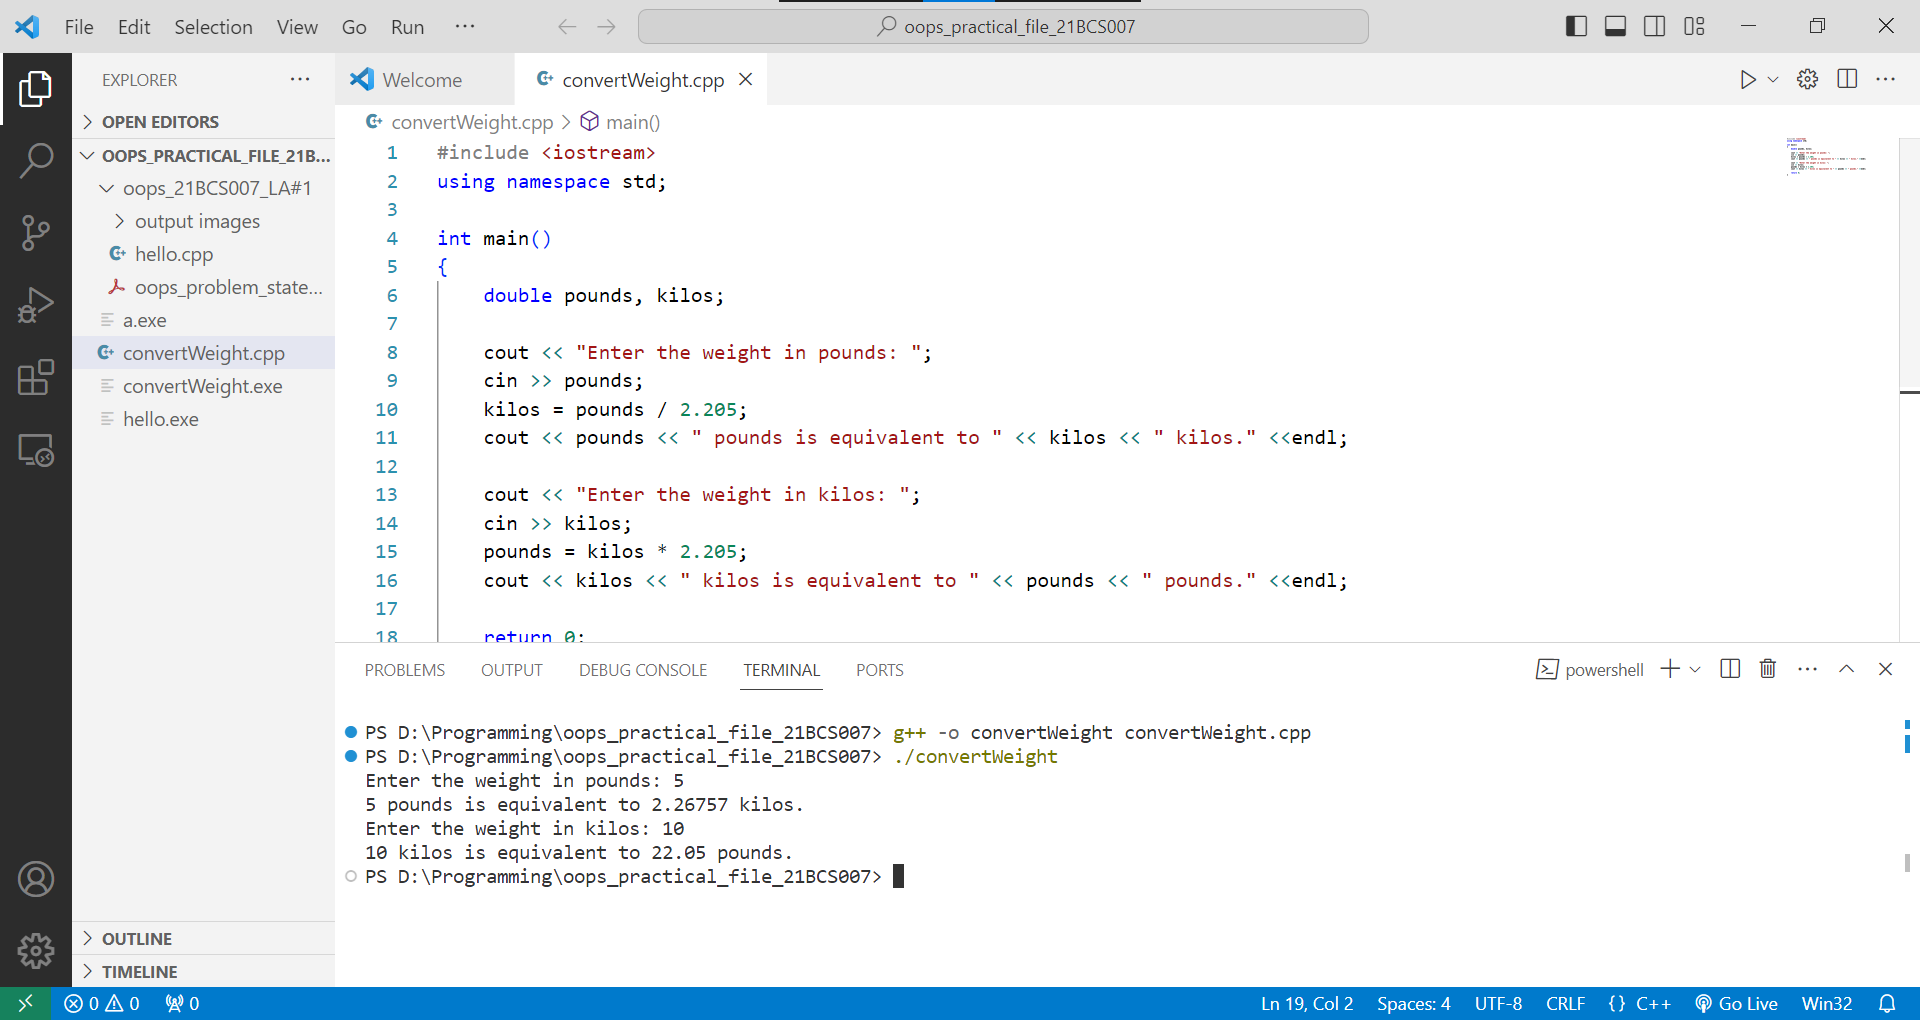 File Edit Selection View Go Run ··· oops_practical_file_21BCS007
EXPLORER ···
OPEN EDITORS
OOPS_PRACTICAL_FILE_21B...
oops_21BCS007_LA#1
output images
hello.cpp
oops_problem_state...
a.exe
convertWeight.cpp
convertWeight.exe
hello.exe
OUTLINE
TIMELINE
Welcome convertWeight.cpp
convertWeight.cpp > main()
1 #include <iostream>
2 using namespace std;
3
4 int main()
5 {
6 double pounds, kilos;
7
8 cout << "Enter the weight in pounds: ";
9 cin >> pounds;
10 kilos = pounds / 2.205;
11 cout << pounds << " pounds is equivalent to " << kilos << " kilos." <<endl;
12
13 cout << "Enter the weight in kilos: ";
14 cin >> kilos;
15 pounds = kilos * 2.205;
16 cout << kilos << " kilos is equivalent to " << pounds << " pounds." <<endl;
17
18 return 0;
PROBLEMS OUTPUT DEBUG CONSOLE TERMINAL PORTS powershell
PS D:\Programming\oops_practical_file_21BCS007> g++ -o convertWeight convertWeight.cpp
PS D:\Programming\oops_practical_file_21BCS007> ./convertWeight
Enter the weight in pounds: 5
5 pounds is equivalent to 2.26757 kilos.
Enter the weight in kilos: 10
10 kilos is equivalent to 22.05 pounds.
PS D:\Programming\oops_practical_file_21BCS007>
0 0 0 Ln 19, Col 2 Spaces: 4 UTF-8 CRLF {} C++ Go Live Win32